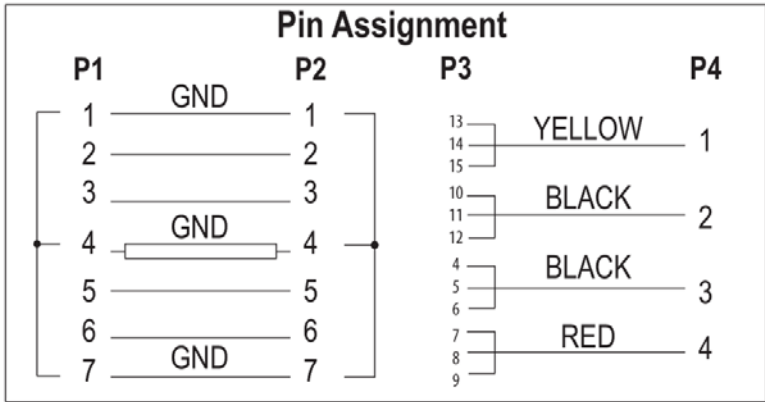 Pin Assignment
P1 P2 P3 P4
1 GND 1
2 2
3 3
4 GND 4
5 5
6 6
7 GND 7
13
14 YELLOW 1
15
10
11 BLACK 2
12
4
5 BLACK 3
6
7
8 RED 4
9